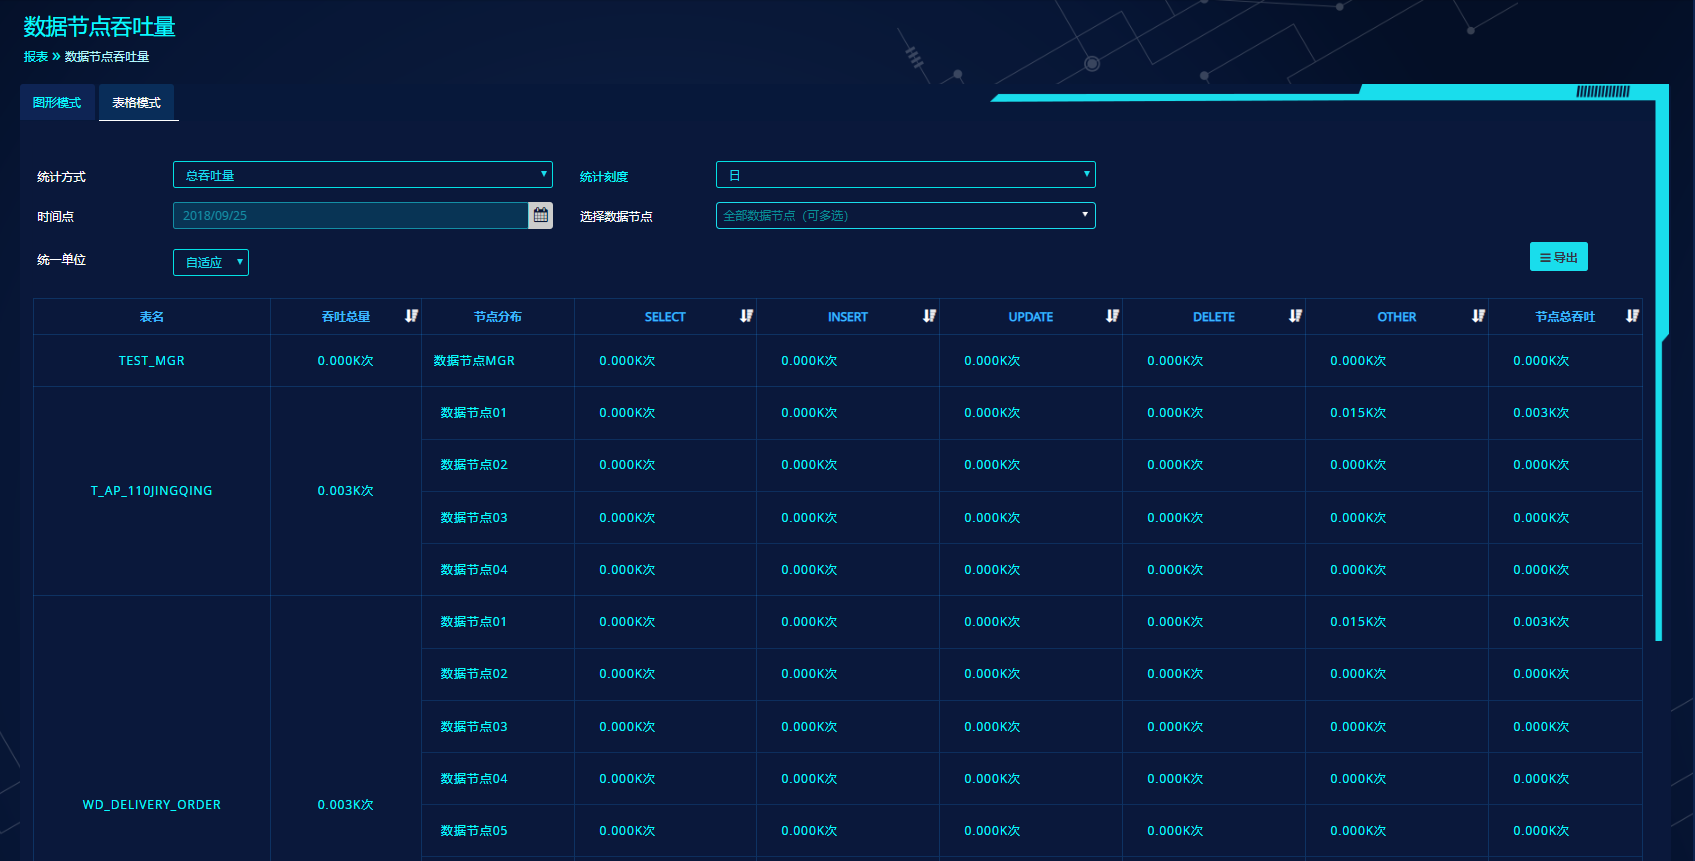 数据节点吞吐量
报表 » 数据节点吞吐量
图形模式 表格模式
统计方式 总吞吐量 统计刻度 日
时间点 2018/09/25 选择数据节点 全部数据节点（可多选）
统一单位 自适应 导出
表名 吞吐总量 节点分布 SELECT INSERT UPDATE DELETE OTHER 节点总吞吐
TEST_MGR 0.000K次 数据节点MGR 0.000K次 0.000K次 0.000K次 0.000K次 0.000K次 0.000K次
数据节点01 0.000K次 0.000K次 0.000K次 0.000K次 0.015K次 0.003K次
数据节点02 0.000K次 0.000K次 0.000K次 0.000K次 0.000K次 0.000K次
T_AP_110JINGQING 0.003K次
数据节点03 0.000K次 0.000K次 0.000K次 0.000K次 0.000K次 0.000K次
数据节点04 0.000K次 0.000K次 0.000K次 0.000K次 0.000K次 0.000K次
数据节点01 0.000K次 0.000K次 0.000K次 0.000K次 0.015K次 0.003K次
数据节点02 0.000K次 0.000K次 0.000K次 0.000K次 0.000K次 0.000K次
数据节点03 0.000K次 0.000K次 0.000K次 0.000K次 0.000K次 0.000K次
数据节点04 0.000K次 0.000K次 0.000K次 0.000K次 0.000K次 0.000K次
WD_DELIVERY_ORDER 0.003K次
数据节点05 0.000K次 0.000K次 0.000K次 0.000K次 0.000K次 0.000K次